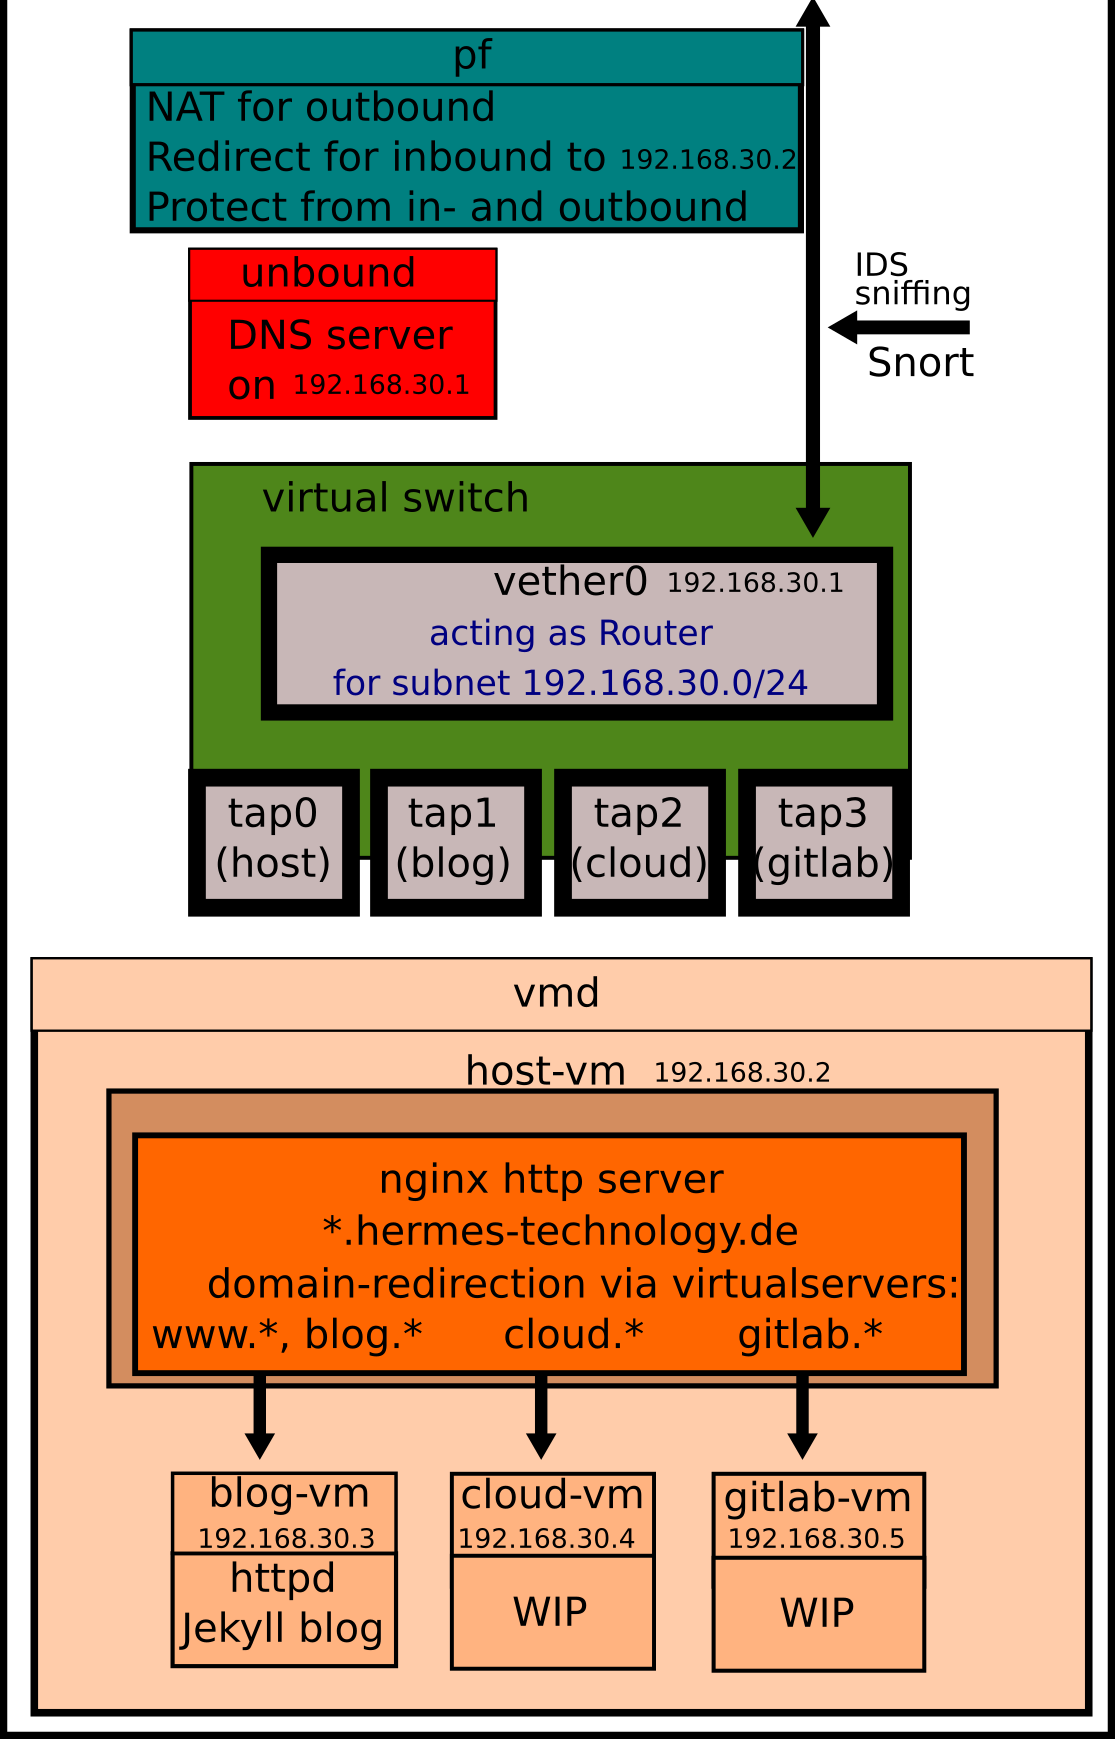 pf
NAT for outbound
Redirect for inbound to 192.168.30.2
Protect from in- and outbound
unbound
DNS server
on 192.168.30.1
IDS
sniffing
Snort
virtual switch
vether0 192.168.30.1
acting as Router
for subnet 192.168.30.0/24
tap0
(host)
tap1
(blog)
tap2
(cloud)
tap3
(gitlab)
vmd
host-vm 192.168.30.2
nginx http server
*.hermes-technology.de
domain-redirection via virtualservers:
www.*, blog.* cloud.* gitlab.*
blog-vm
192.168.30.3
httpd
Jekyll blog
cloud-vm
192.168.30.4
WIP
gitlab-vm
192.168.30.5
WIP